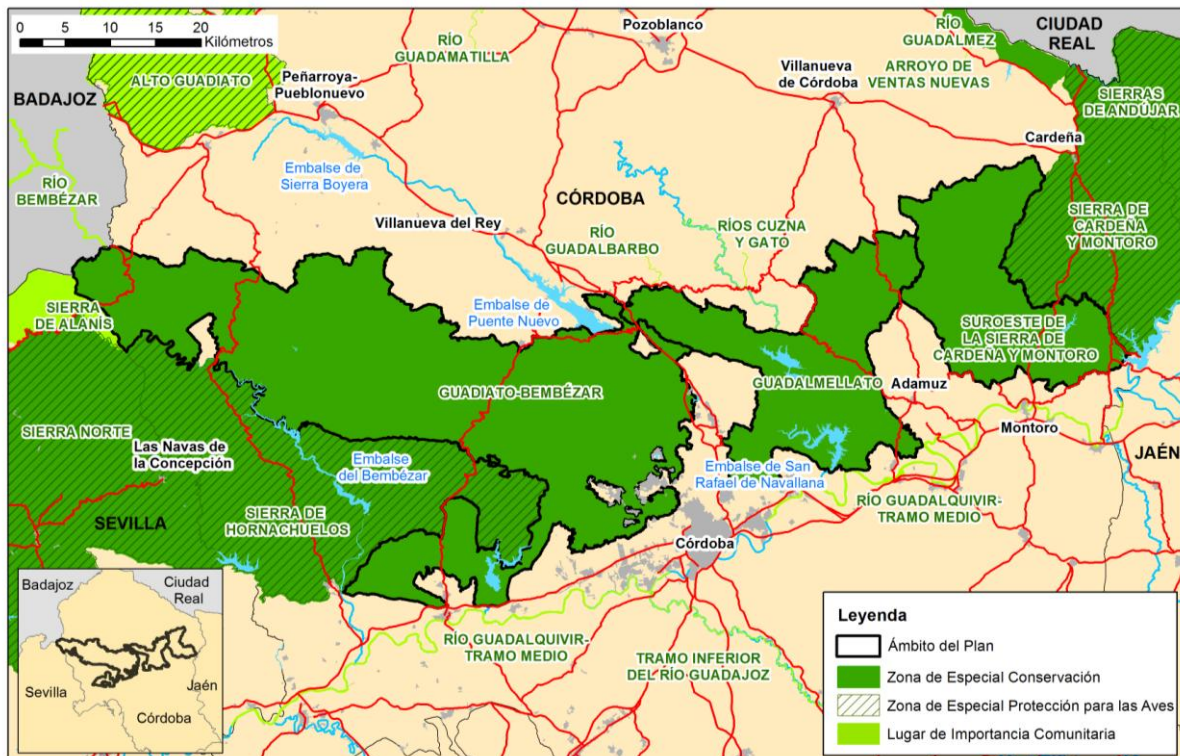 0 5 10 15 20
Kilómetros
Pozoblanco
RÍO
GUADALMEZ
CIUDAD
REAL
RÍO
GUADAMATILLA
ALTO GUADIATO
Peñarroya-
Pueblonuevo
Villanueva
de Córdoba
ARROYO DE
VENTAS NUEVAS
SIERRAS
DE ANDÚJAR
BADAJOZ
Cardeña
Embalse de
Sierra Boyera
RÍO
BEMBÉZAR
CÓRDOBA
Villanueva del Rey
RÍO
GUADALBARBO
RÍOS CUZNA
Y GATO
SIERRA DE
CARDEÑA
Y MONTORO
SIERRA
DE ALANÍS
Embalse de
Puente Nuevo
SUROESTE DE
LA SIERRA DE
CARDEÑA Y MONTORO
GUADIATO-BEMBÉZAR
GUADALMELLATO
Adamuz
SIERRA NORTE
Las Navas de
la Concepción
Embalse
del Bembézar
Embalse de San
Rafael de Navallana
Montoro
JAÉN
SEVILLA
SIERRA DE
HORNACHUELOS
RÍO GUADALQUIVIR-
TRAMO MEDIO
Córdoba
RÍO GUADALQUIVIR-
TRAMO MEDIO
TRAMO INFERIOR
DEL RÍO GUADAJOZ
Badajoz
Ciudad
Real
Sevilla
Jaén
Córdoba
Leyenda
Ámbito del Plan
Zona de Especial Conservación
Zona de Especial Protección para las Aves
Lugar de Importancia Comunitaria